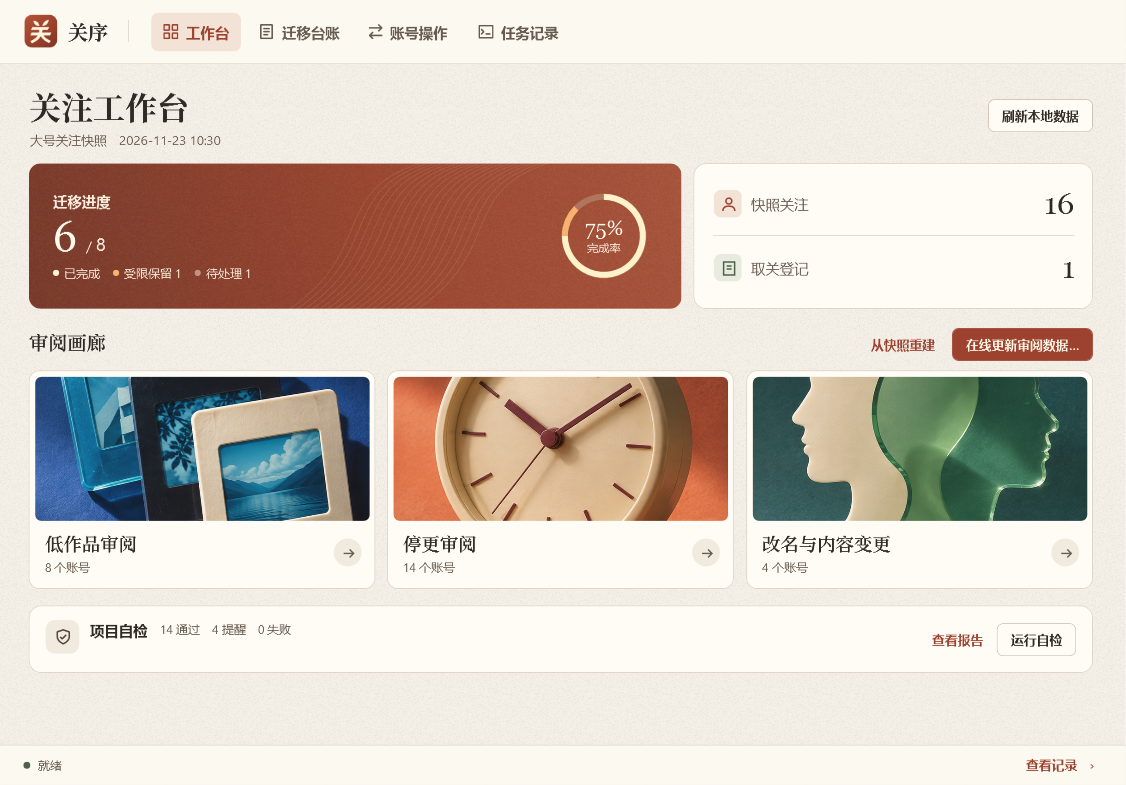 关 关序 工作台 迁移台账 账号操作 任务记录
关注工作台
大号关注快照 2026-11-23 10:30
刷新本地数据
迁移进度
6 / 8
已完成 受限保留 1 待处理 1
75%
完成率
快照关注 16
取关登记 1
审阅画廊
从快照重建 在线更新审阅数据...
低作品审阅
8 个账号
停更审阅
14 个账号
改名与内容变更
4 个账号
项目自检 14 通过 4 提醒 0 失败
查看报告 运行自检
就绪
查看记录 ›